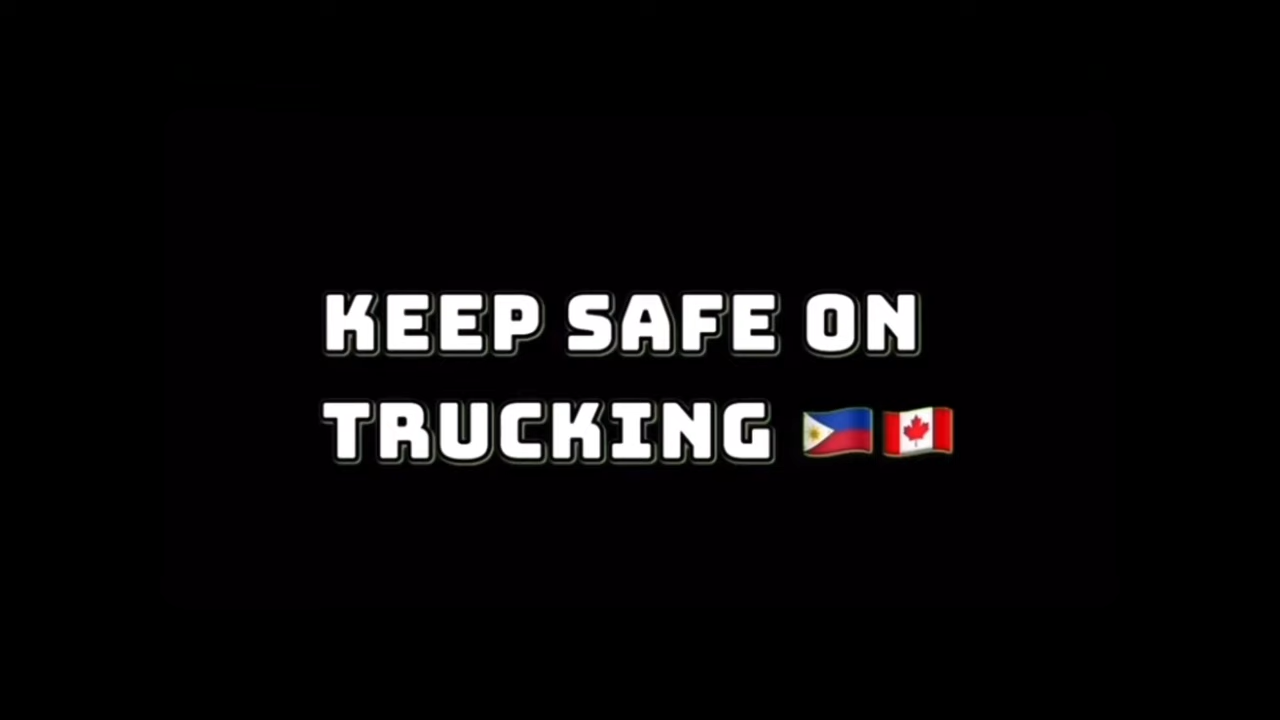 KEEP SAFE ON
TRUCKING 🇵🇭🇨🇦